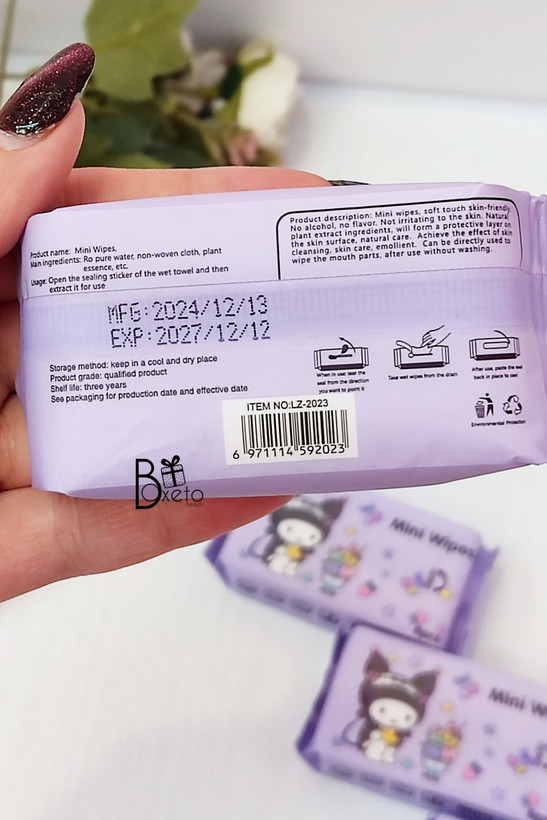 Product name: Mini Wipes,
Main ingredients: Ro pure water, non-woven cloth, plant
essence, etc.
Usage: Open the sealing sticker of the wet towel and then
extract it for use
Product description: Mini wipes, soft touch skin-friendly
No alcohol, no flavor. Not irritating to the skin. Natural
plant extract ingredients, will form a protective layer on
the skin surface, natural care. Achieve the effect of skin
cleansing, skin care, emollient. Can be directly used to
wipe the mouth parts, after use without washing.
MFG:2024/12/13
EXP:2027/12/12
Storage method: keep in a cool and dry place
Product grade: qualified product
Shelf life: three years
See packaging for production date and effective date
When in use tear the
seal from the direction
you want to point it
Take wet wipes from the drain
After use, paste the seal
back in place to seal
Environmental Protection
ITEM NO:LZ-2023
6 971114 592023
Boxeto
Mini Wipes
Mini W